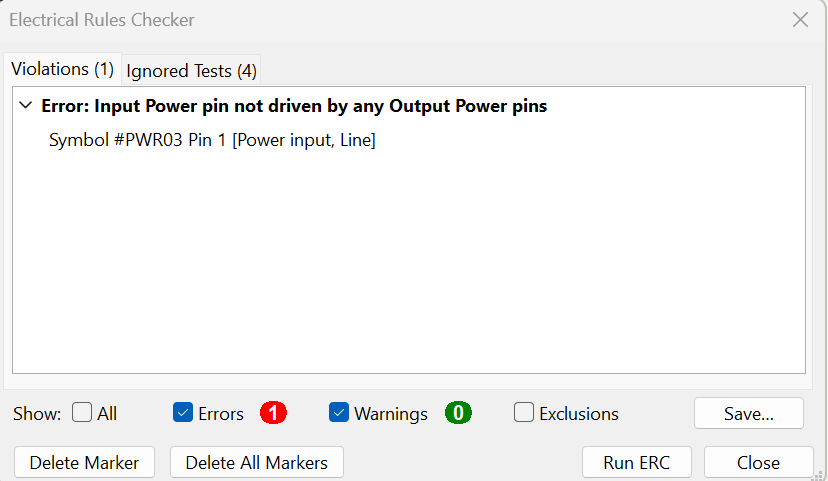 Electrical Rules Checker
Violations (1) Ignored Tests (4)
Error: Input Power pin not driven by any Output Power pins
Symbol #PWR03 Pin 1 [Power input, Line]
Show: All Errors 1 Warnings 0 Exclusions Save...
Delete Marker Delete All Markers Run ERC Close